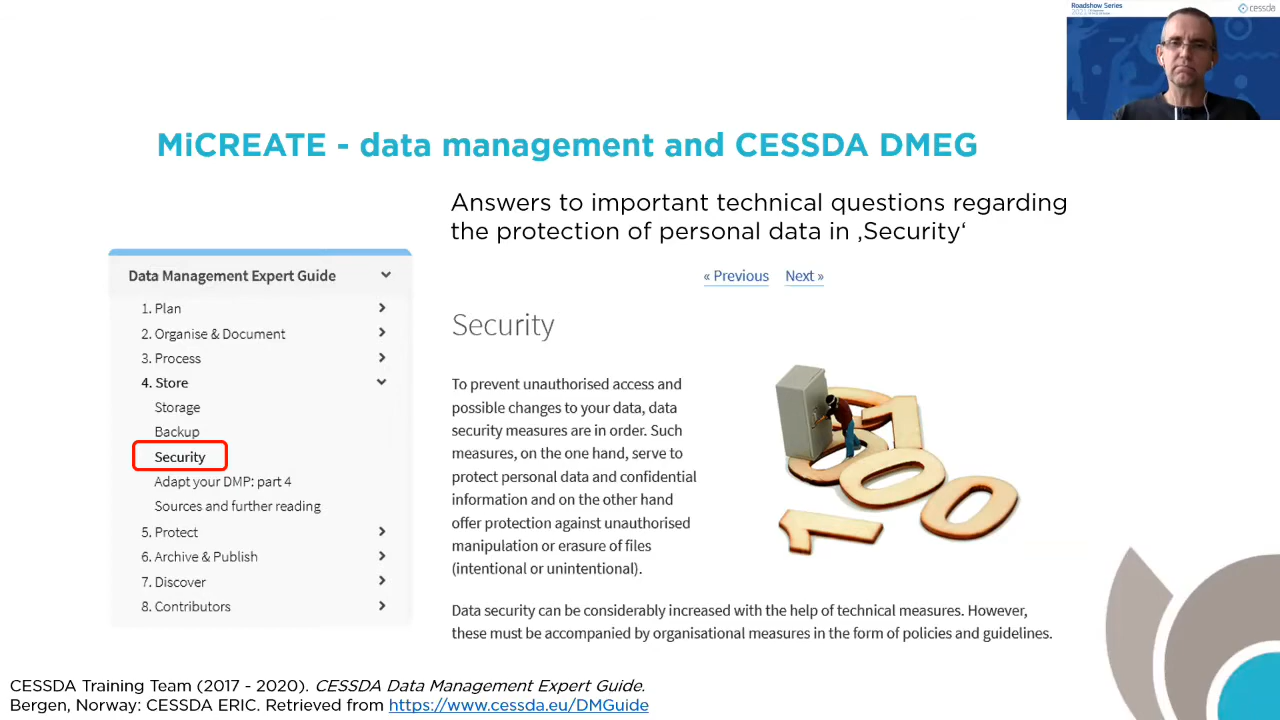 Roadshow Series
cessda
MiCREATE - data management and CESSDA DMEG
Answers to important technical questions regarding
the protection of personal data in ‚Security‘
Data Management Expert Guide
1. Plan
2. Organise & Document
3. Process
4. Store
Storage
Backup
Security
Adapt your DMP: part 4
Sources and further reading
5. Protect
6. Archive & Publish
7. Discover
8. Contributors
« Previous Next »
Security
To prevent unauthorised access and
possible changes to your data, data
security measures are in order. Such
measures, on the one hand, serve to
protect personal data and confidential
information and on the other hand
offer protection against unauthorised
manipulation or erasure of files
(intentional or unintentional).
Data security can be considerably increased with the help of technical measures. However,
these must be accompanied by organisational measures in the form of policies and guidelines.
CESSDA Training Team (2017 - 2020). CESSDA Data Management Expert Guide.
Bergen, Norway: CESSDA ERIC. Retrieved from https://www.cessda.eu/DMGuide